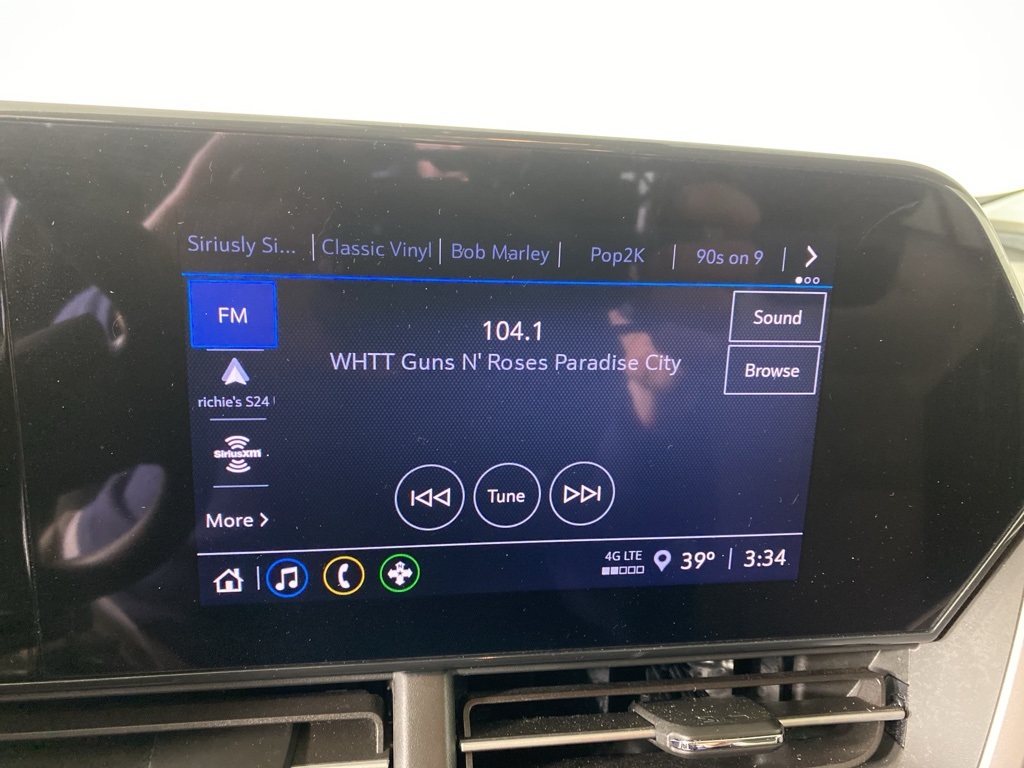 Siriusly Si... Classic Vinyl Bob Marley Pop2K 90s on 9
FM
104.1
WHTT Guns N' Roses Paradise City
Sound
Browse
richie's S24
SiriusXM
More
Tune
4G LTE
39° 3:34